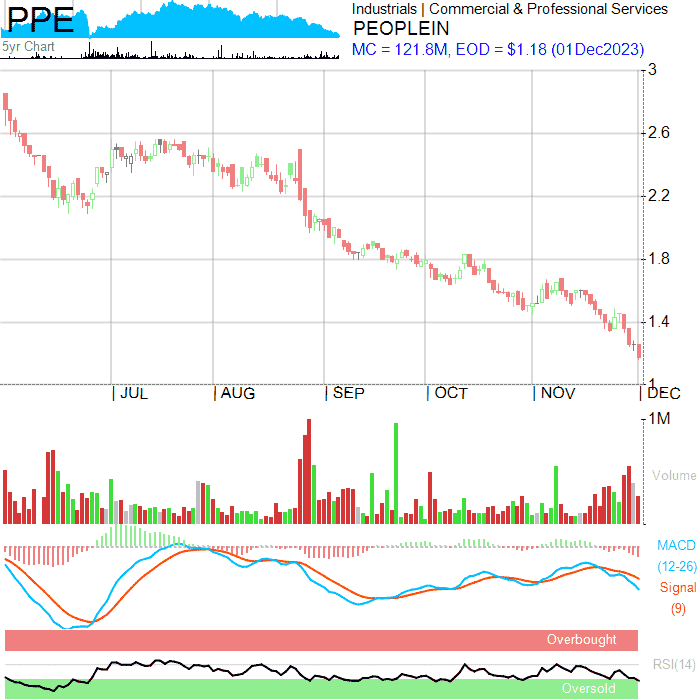 PPE
5yr Chart
Industrials | Commercial & Professional Services
PEOPLEIN
MC = 121.8M, EOD = $1.18 (01Dec2023)
3
2.6
2.2
1.8
1.4
1
| JUL | AUG | SEP | OCT | NOV | DEC
1M
Volume
MACD
(12-26)
Signal
(9)
Overbought
RSI(14)
Oversold